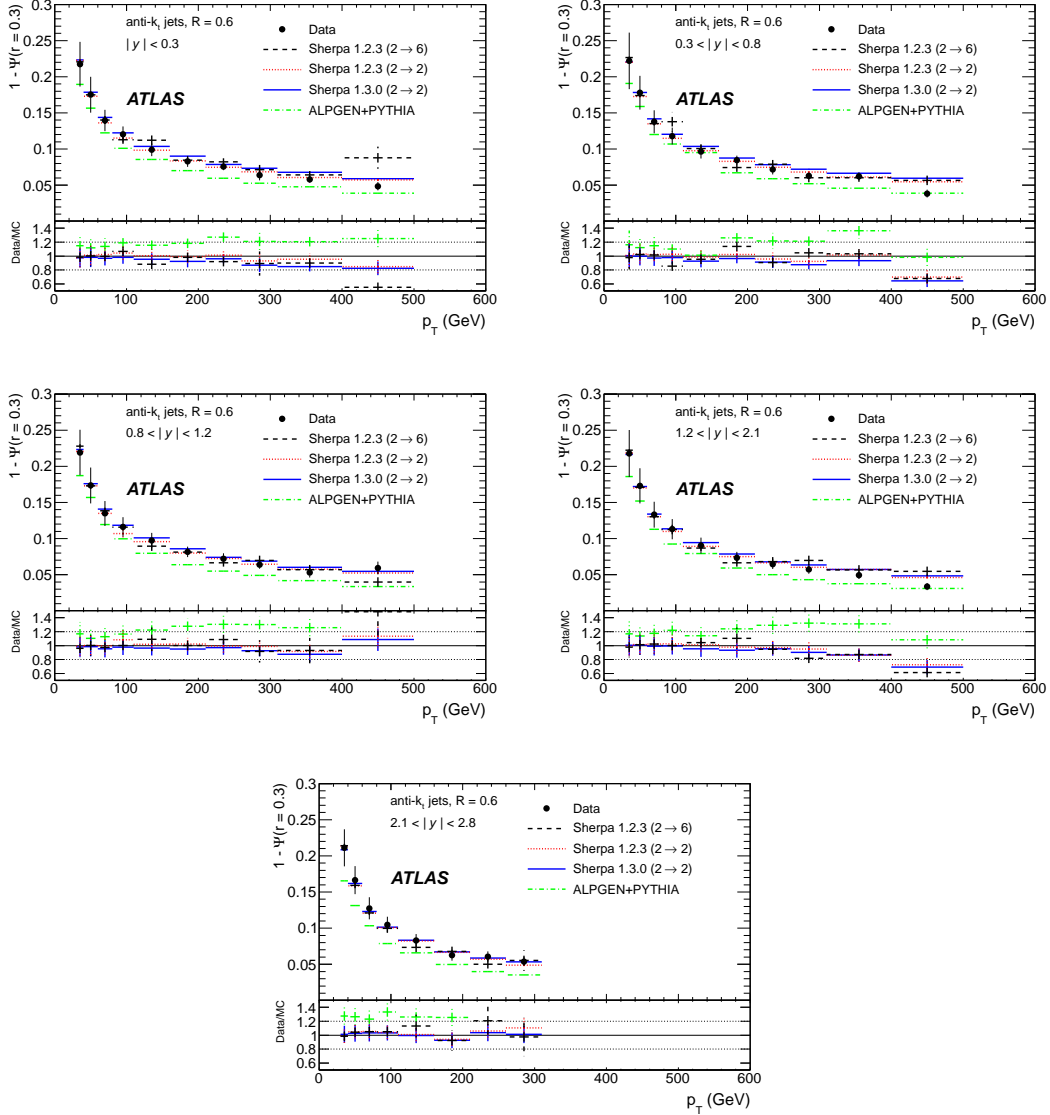 1 - Ψ(r = 0.3)
0.3
0.25
0.2
0.15
0.1
0.05
anti-kt jets, R = 0.6
| y | < 0.3
ATLAS
Data
Sherpa 1.2.3 (2 → 6)
Sherpa 1.2.3 (2 → 2)
Sherpa 1.3.0 (2 → 2)
ALPGEN+PYTHIA
Data/MC
1.4
1.2
1
0.8
0.6
0 100 200 300 400 500 600
pT (GeV)
1 - Ψ(r = 0.3)
0.3
0.25
0.2
0.15
0.1
0.05
anti-kt jets, R = 0.6
0.3 < | y | < 0.8
ATLAS
Data
Sherpa 1.2.3 (2 → 6)
Sherpa 1.2.3 (2 → 2)
Sherpa 1.3.0 (2 → 2)
ALPGEN+PYTHIA
Data/MC
1.4
1.2
1
0.8
0.6
0 100 200 300 400 500 600
pT (GeV)
1 - Ψ(r = 0.3)
0.3
0.25
0.2
0.15
0.1
0.05
anti-kt jets, R = 0.6
0.8 < | y | < 1.2
ATLAS
Data
Sherpa 1.2.3 (2 → 6)
Sherpa 1.2.3 (2 → 2)
Sherpa 1.3.0 (2 → 2)
ALPGEN+PYTHIA
Data/MC
1.4
1.2
1
0.8
0.6
0 100 200 300 400 500 600
pT (GeV)
1 - Ψ(r = 0.3)
0.3
0.25
0.2
0.15
0.1
0.05
anti-kt jets, R = 0.6
1.2 < | y | < 2.1
ATLAS
Data
Sherpa 1.2.3 (2 → 6)
Sherpa 1.2.3 (2 → 2)
Sherpa 1.3.0 (2 → 2)
ALPGEN+PYTHIA
Data/MC
1.4
1.2
1
0.8
0.6
0 100 200 300 400 500 600
pT (GeV)
1 - Ψ(r = 0.3)
0.3
0.25
0.2
0.15
0.1
0.05
anti-kt jets, R = 0.6
2.1 < | y | < 2.8
ATLAS
Data
Sherpa 1.2.3 (2 → 6)
Sherpa 1.2.3 (2 → 2)
Sherpa 1.3.0 (2 → 2)
ALPGEN+PYTHIA
Data/MC
1.4
1.2
1
0.8
0.6
0 100 200 300 400 500 600
pT (GeV)